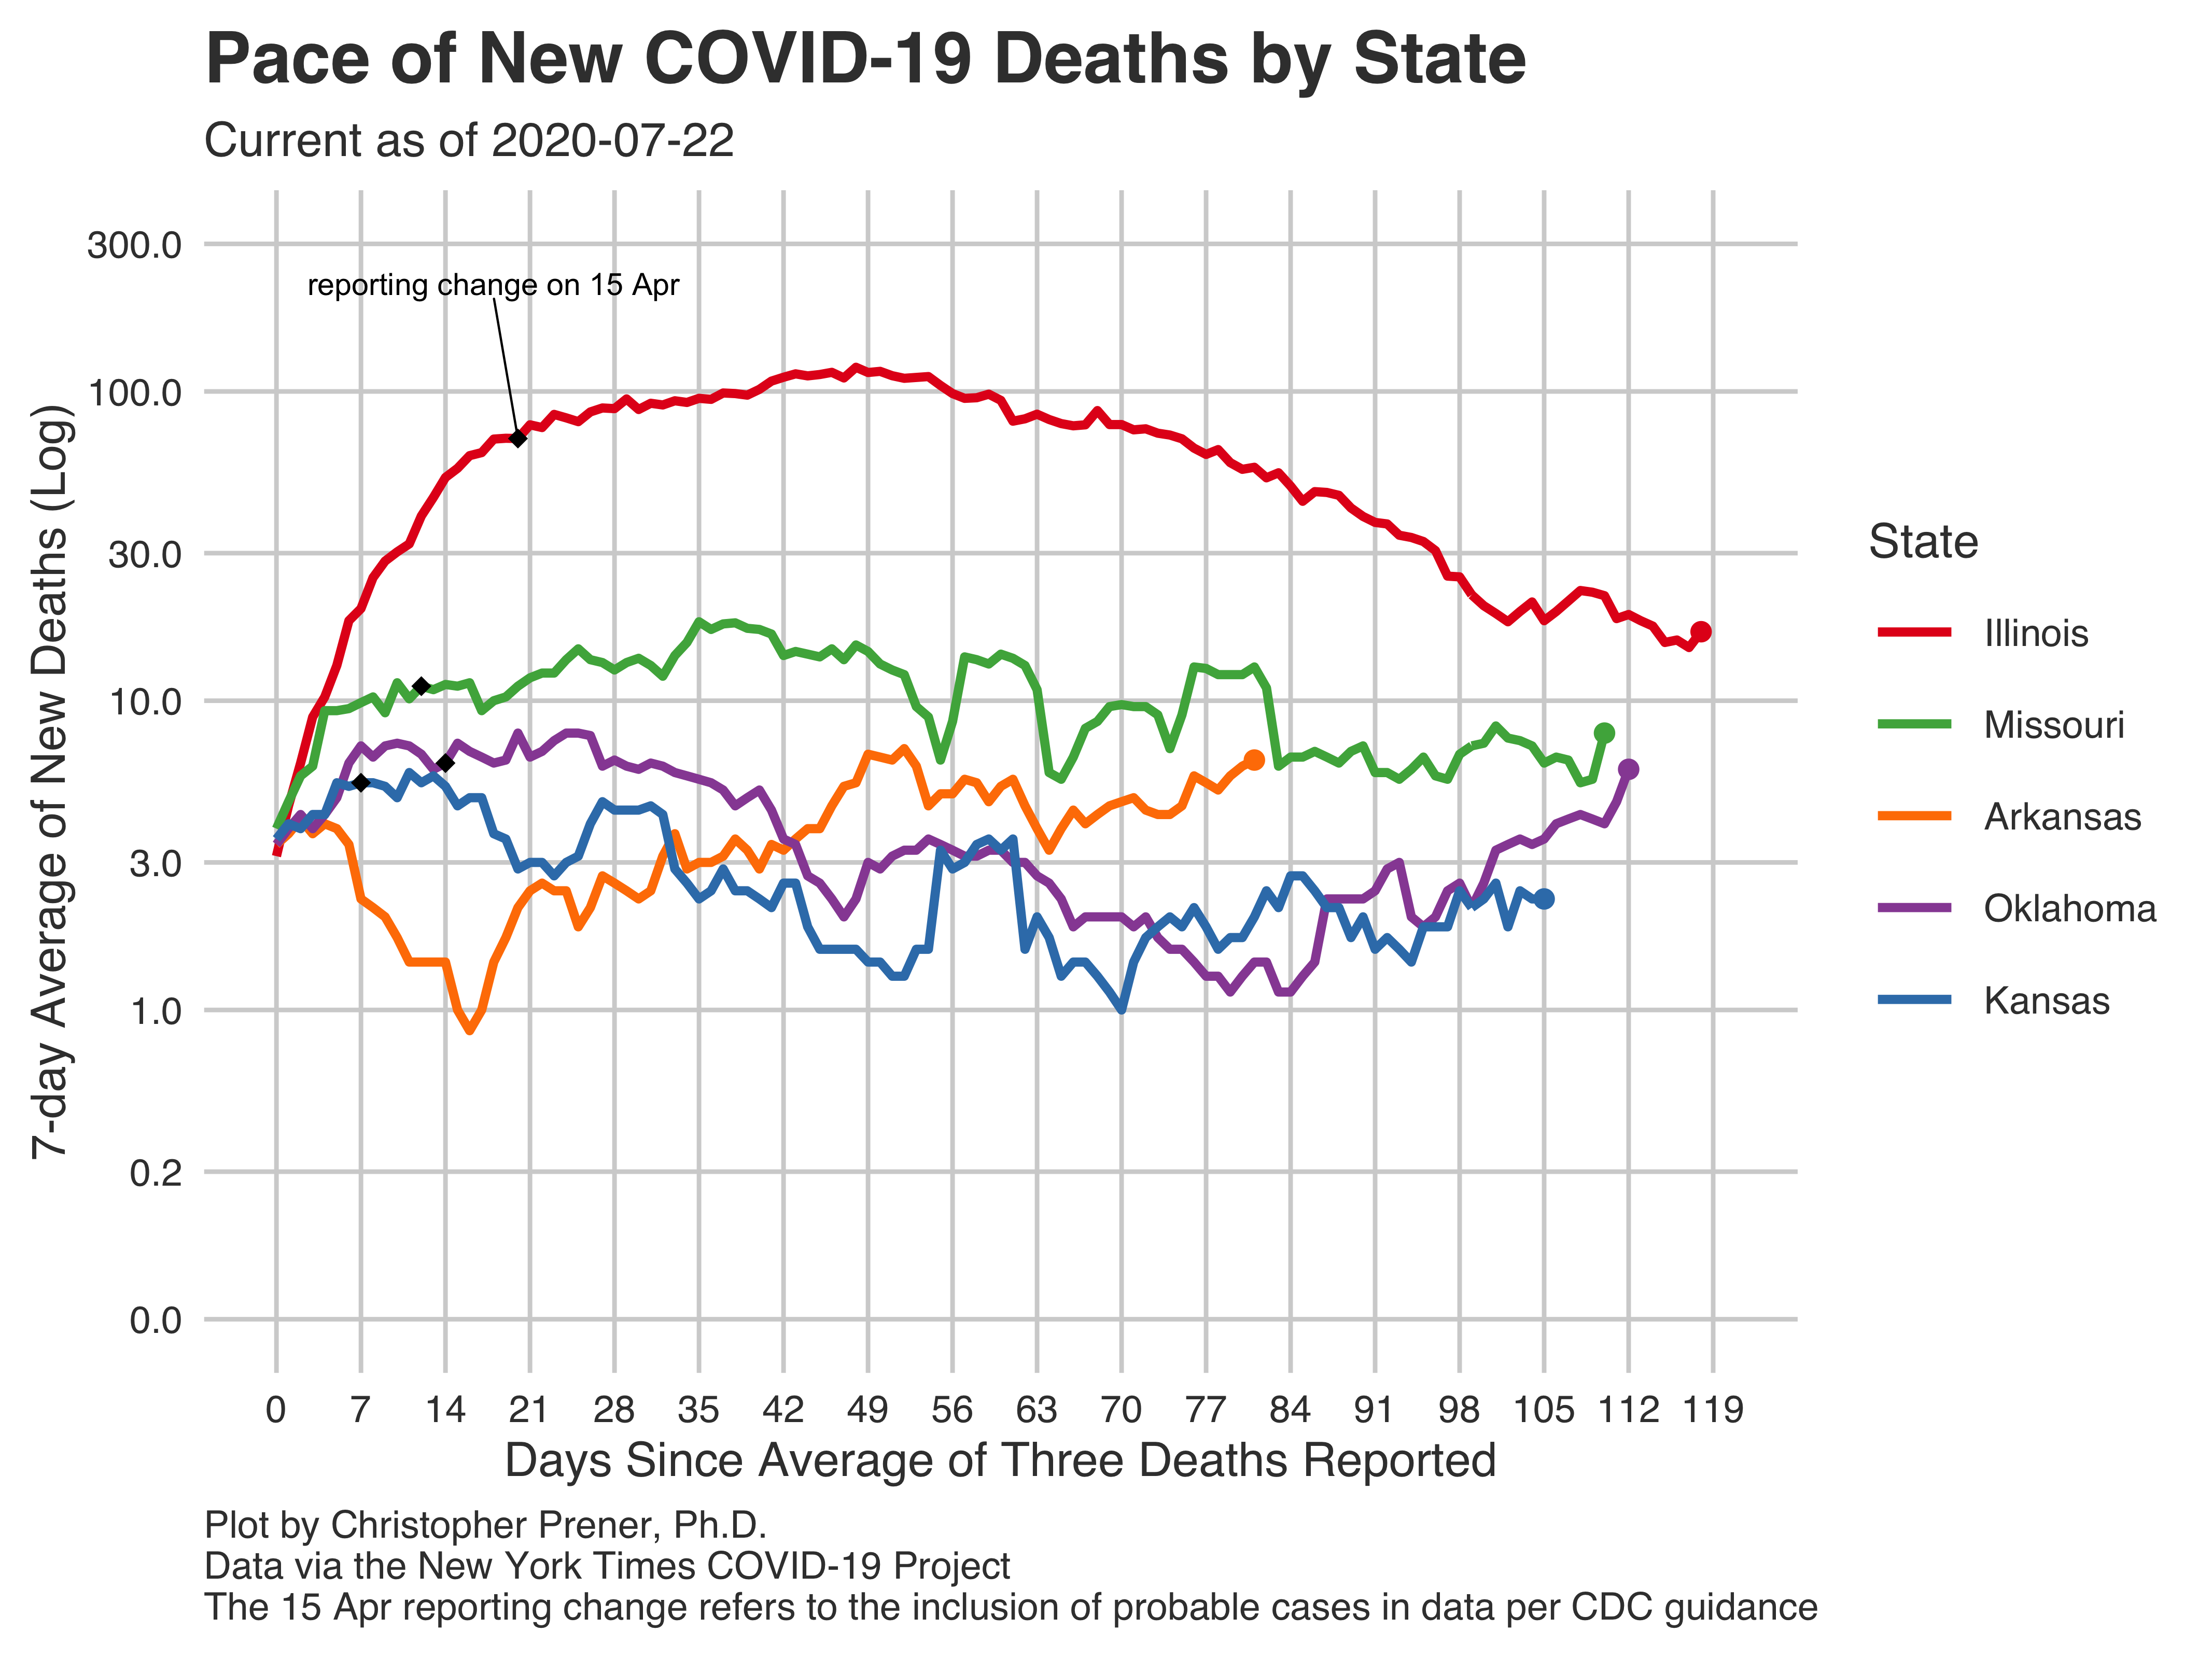 Pace of New COVID-19 Deaths by State
Current as of 2020-07-22
300.0
reporting change on 15 Apr
100.0
30.0
10.0
3.0
1.0
0.2
0.0
7-day Average of New Deaths (Log)
0 7 14 21 28 35 42 49 56 63 70 77 84 91 98 105 112 119
Days Since Average of Three Deaths Reported
State
Illinois
Missouri
Arkansas
Oklahoma
Kansas
Plot by Christopher Prener, Ph.D.
Data via the New York Times COVID-19 Project
The 15 Apr reporting change refers to the inclusion of probable cases in data per CDC guidance